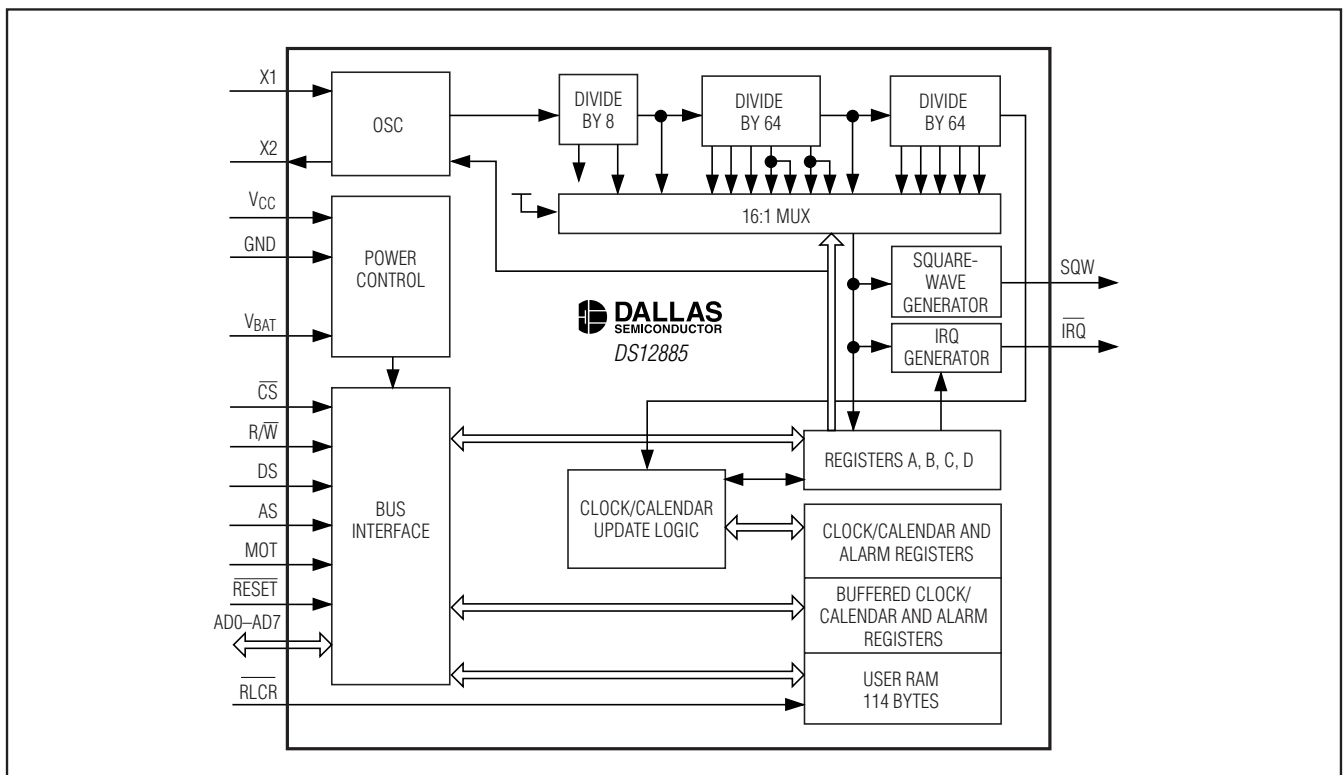 X1
X2
VCC
GND
VBAT
CS
R/W
DS
AS
MOT
RESET
AD0–AD7
RLCR
OSC
POWER
CONTROL
BUS
INTERFACE
DIVIDE
BY 8
DIVIDE
BY 64
DIVIDE
BY 64
16:1 MUX
SQUARE-
WAVE
GENERATOR
SQW
IRQ
GENERATOR
IRQ
DALLAS
SEMICONDUCTOR
DS12885
REGISTERS A, B, C, D
CLOCK/CALENDAR
UPDATE LOGIC
CLOCK/CALENDAR AND
ALARM REGISTERS
BUFFERED CLOCK/
CALENDAR AND ALARM
REGISTERS
USER RAM
114 BYTES